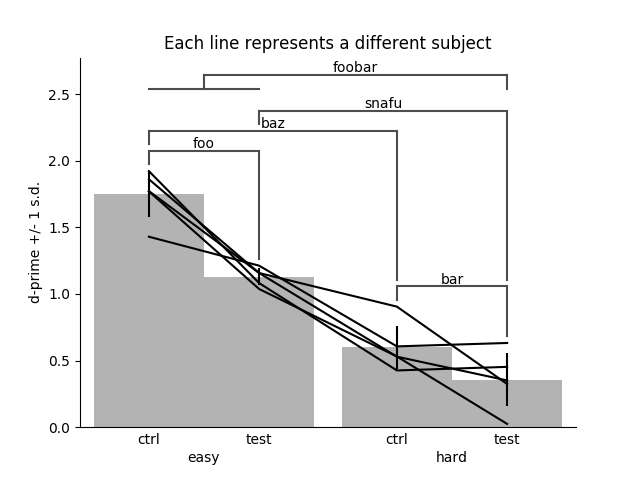 Each line represents a different subject
foobar
snafu
baz
foo
bar
d-prime +/- 1 s.d.
2.5
2.0
1.5
1.0
0.5
0.0
ctrl test ctrl test
easy hard